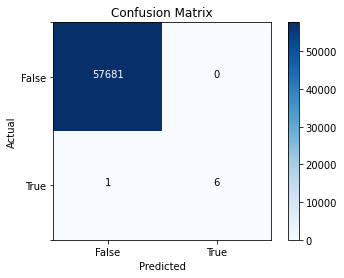 Confusion Matrix
False
57681
0
True
1
6
False
True
Actual
Predicted
50000
40000
30000
20000
10000
0